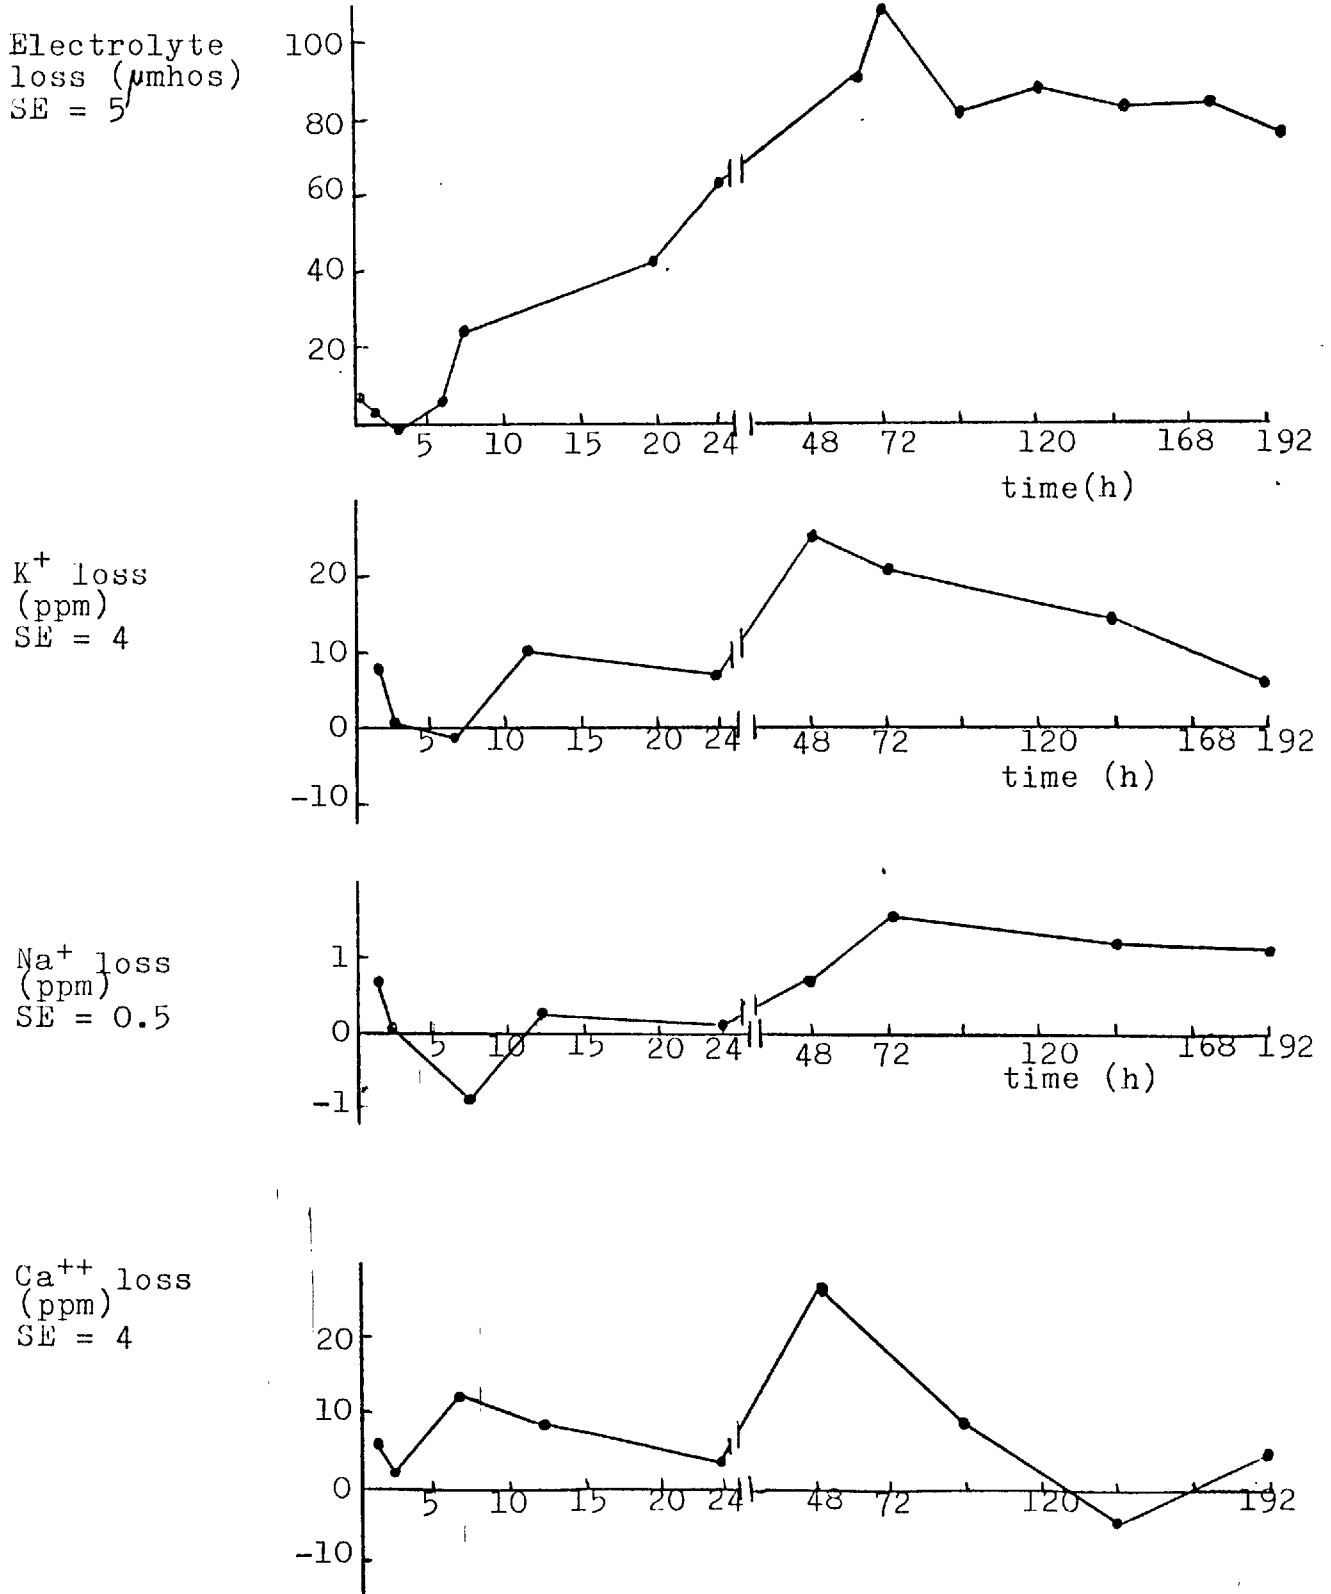 Electrolyte
loss (μmhos)
SE = 5
100
80
60
40
20
5 10 15 20 24 48 72 120 168 192
time(h)
K+ loss
(ppm)
SE = 4
20
10
0
-10
5 10 15 20 24 48 72 120 168 192
time (h)
Na+ loss
(ppm)
SE = 0.5
1
0
-1
5 10 15 20 24 48 72 120 168 192
time (h)
Ca++ loss
(ppm)
SE = 4
20
10
0
-10
5 10 15 20 24 48 72 120 192